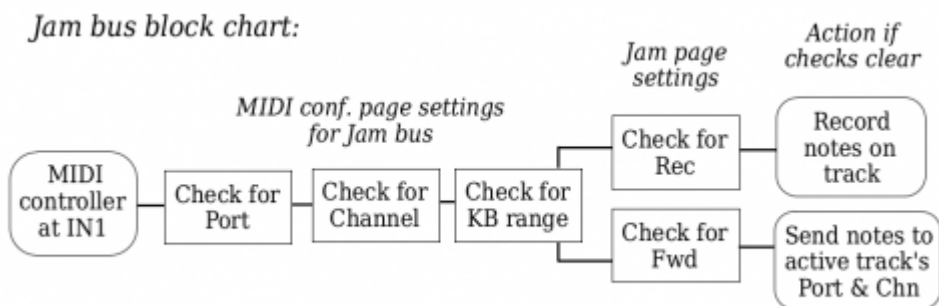 Jam bus block chart:
Jam page
settings
Action if
checks clear
MIDI conf. page settings
for Jam bus
MIDI
controller
at IN1
Check for
Port
Check for
Channel
Check for
KB range
Check for
Rec
Record
notes on
track
Check for
Fwd
Send notes to
active track's
Port & Chn